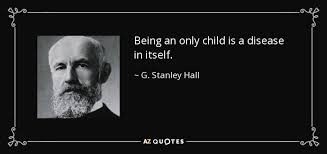 Being an only child is a disease
in itself.
~ G. Stanley Hall
AZ QUOTES